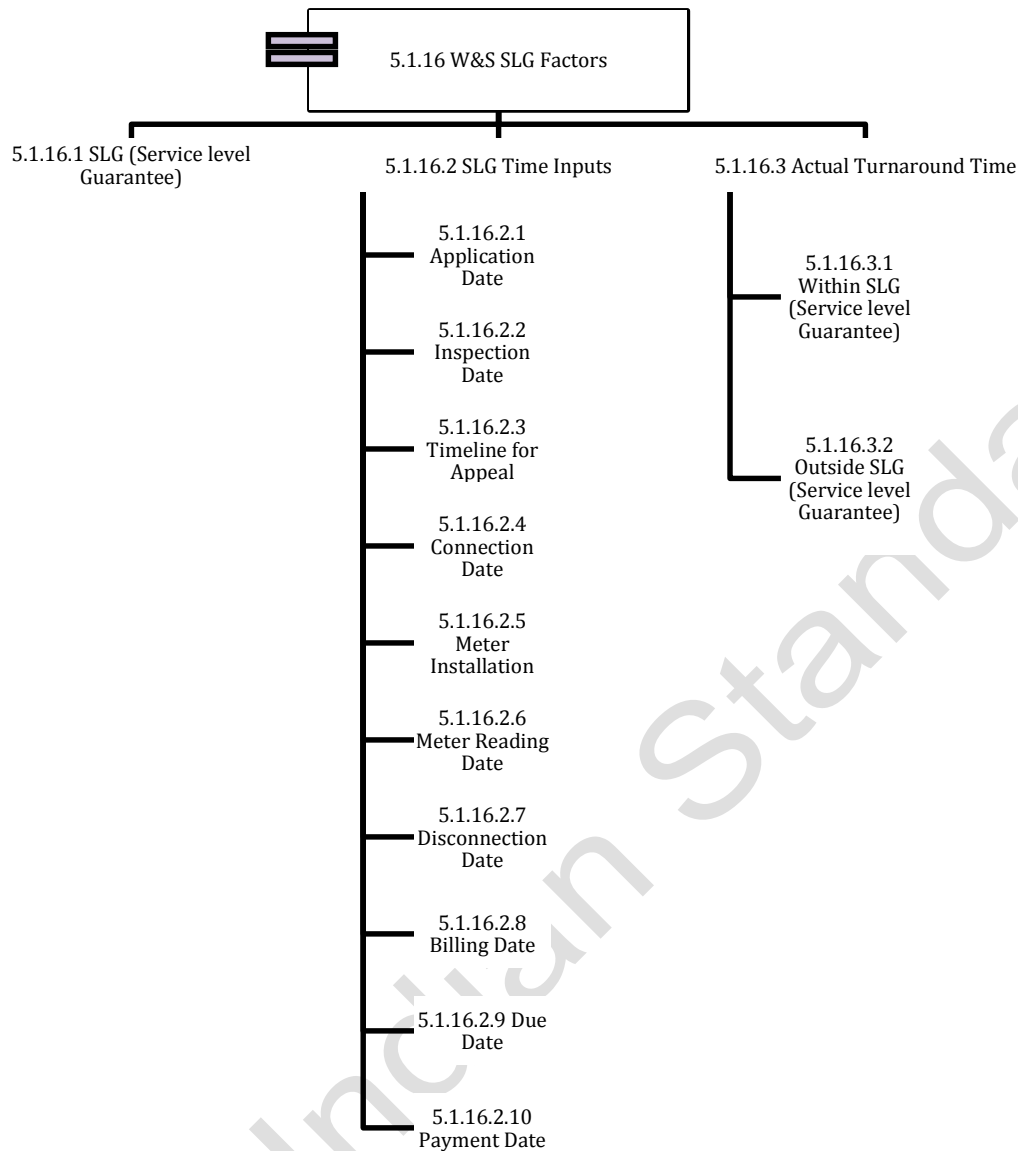 5.1.16 W&S SLG Factors
5.1.16.1 SLG (Service level
Guarantee)
5.1.16.2 SLG Time Inputs
5.1.16.3 Actual Turnaround Time
5.1.16.2.1
Application
Date
5.1.16.2.2
Inspection
Date
5.1.16.2.3
Timeline for
Appeal
5.1.16.2.4
Connection
Date
5.1.16.2.5
Meter
Installation
5.1.16.2.6
Meter Reading
Date
5.1.16.2.7
Disconnection
Date
5.1.16.2.8
Billing Date
5.1.16.2.9 Due
Date
5.1.16.2.10
Payment Date
5.1.16.3.1
Within SLG
(Service level
Guarantee)
5.1.16.3.2
Outside SLG
(Service level
Guarantee)
Indian Standa